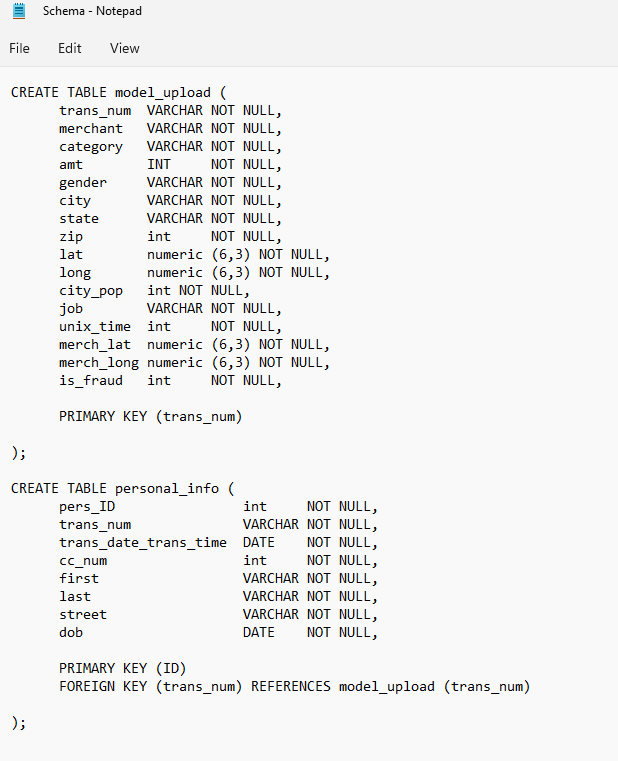 Schema - Notepad
File Edit View
CREATE TABLE model_upload (
trans_num VARCHAR NOT NULL,
merchant VARCHAR NOT NULL,
category VARCHAR NOT NULL,
amt INT NOT NULL,
gender VARCHAR NOT NULL,
city VARCHAR NOT NULL,
state VARCHAR NOT NULL,
zip int NOT NULL,
lat numeric (6,3) NOT NULL,
long numeric (6,3) NOT NULL,
city_pop int NOT NULL,
job VARCHAR NOT NULL,
unix_time int NOT NULL,
merch_lat numeric (6,3) NOT NULL,
merch_long numeric (6,3) NOT NULL,
is_fraud int NOT NULL,
PRIMARY KEY (trans_num)
);
CREATE TABLE personal_info (
pers_ID int NOT NULL,
trans_num VARCHAR NOT NULL,
trans_date_trans_time DATE NOT NULL,
cc_num int NOT NULL,
first VARCHAR NOT NULL,
last VARCHAR NOT NULL,
street VARCHAR NOT NULL,
dob DATE NOT NULL,
PRIMARY KEY (ID)
FOREIGN KEY (trans_num) REFERENCES model_upload (trans_num)
);